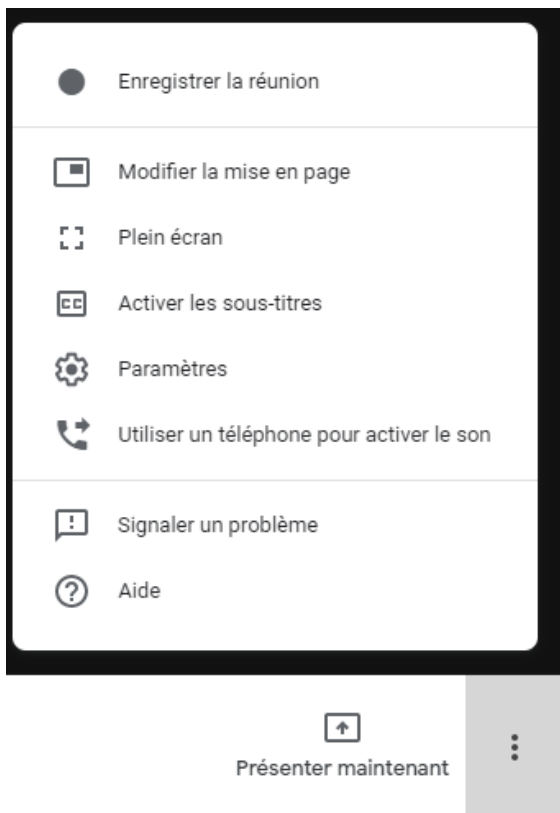 Enregistrer la réunion
Modifier la mise en page
Plein écran
CC
Activer les sous-titres
Paramètres
Utiliser un téléphone pour activer le son
Signaler un problème
Aide
Présenter maintenant